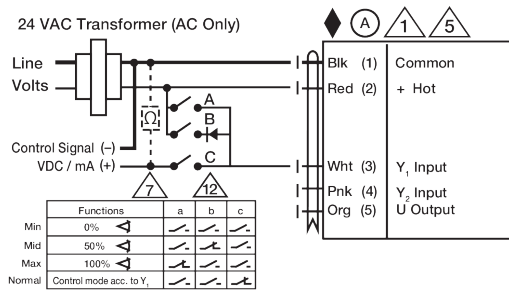 24 VAC Transformer (AC Only)
A 1 5
Line
Volts
Blk (1) Common
Red (2) + Hot
A
B
C
Ω
Control Signal (–)
VDC / mA (+)
Wht (3) Y1 Input
Pnk (4) Y2 Input
Org (5) U Output
7 12
Functions a b c
Min 0%
Mid 50%
Max 100%
Normal Control mode acc. to Y1